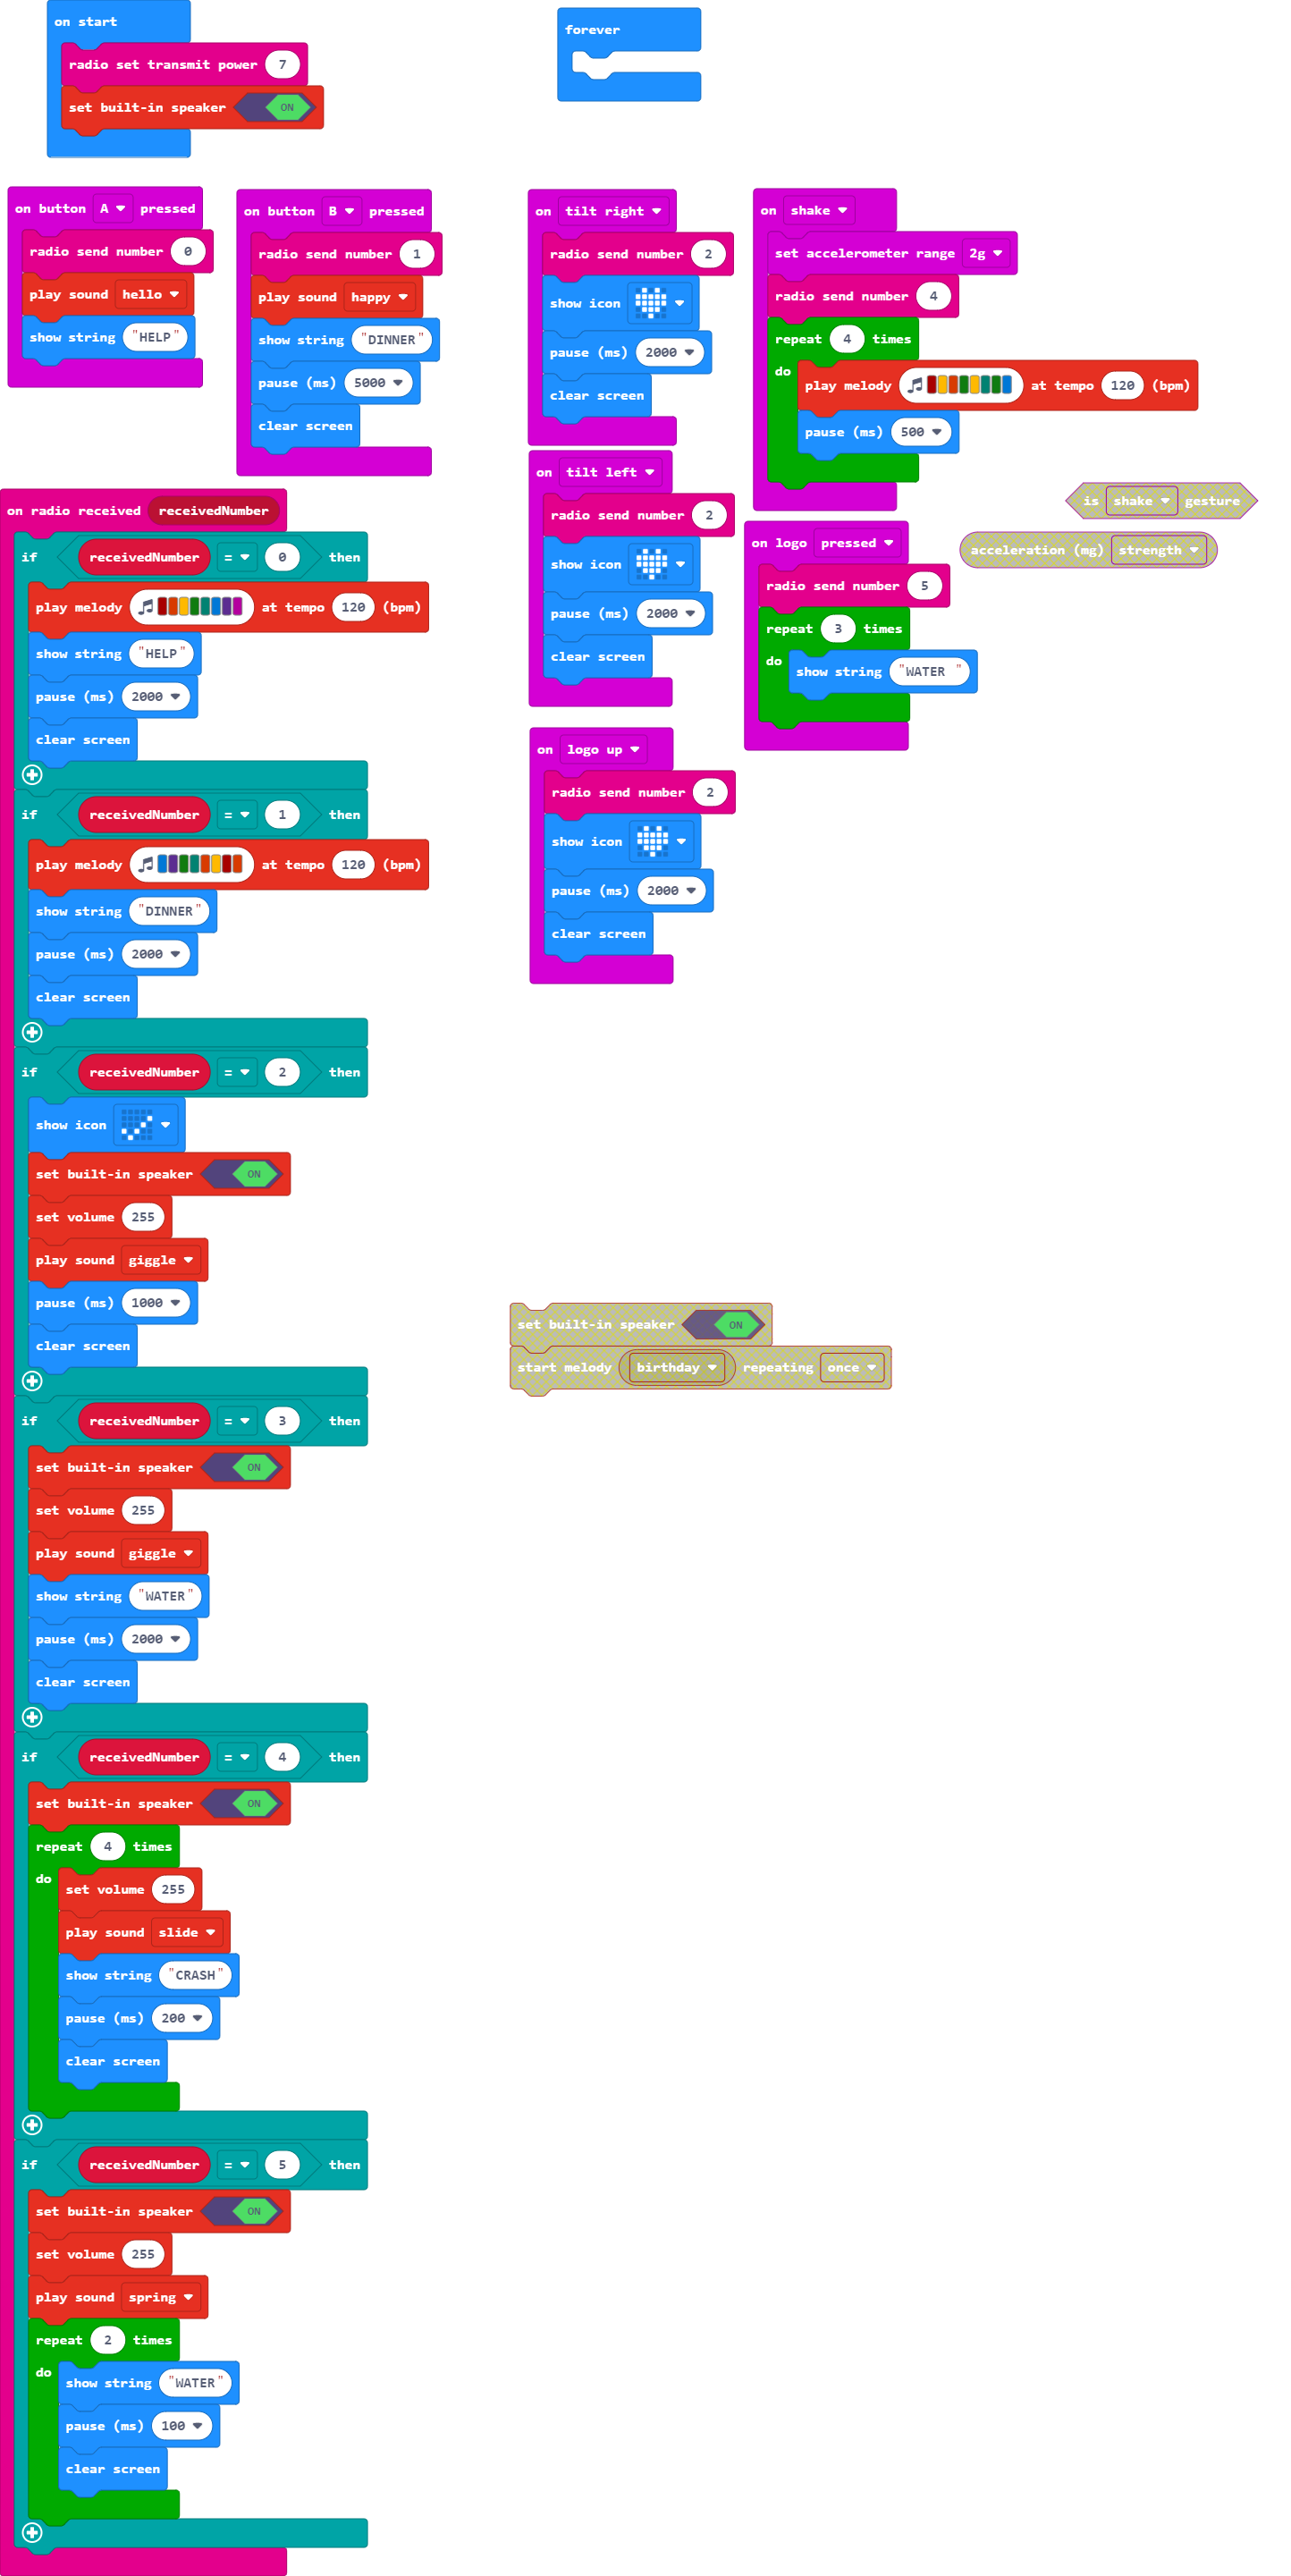 on start
radio set transmit power 7
set built-in speaker ON
forever
on button A pressed
radio send number 0
play sound hello
show string "HELP"
on button B pressed
radio send number 1
play sound happy
show string "DINNER"
pause (ms) 5000
clear screen
on tilt right
radio send number 2
show icon
pause (ms) 2000
clear screen
on shake
set accelerometer range 2g
radio send number 4
repeat 4 times
do
play melody at tempo 120 (bpm)
pause (ms) 500
on tilt left
radio send number 2
show icon
pause (ms) 2000
clear screen
is shake gesture
acceleration (mg) strength
on logo pressed
radio send number 5
repeat 3 times
do
show string "WATER "
on logo up
radio send number 2
show icon
pause (ms) 2000
clear screen
on radio received receivedNumber
if receivedNumber = 0 then
play melody at tempo 120 (bpm)
show string "HELP"
pause (ms) 2000
clear screen
if receivedNumber = 1 then
play melody at tempo 120 (bpm)
show string "DINNER"
pause (ms) 2000
clear screen
if receivedNumber = 2 then
show icon
set built-in speaker ON
set volume 255
play sound giggle
pause (ms) 1000
clear screen
if receivedNumber = 3 then
set built-in speaker ON
set volume 255
play sound giggle
show string "WATER"
pause (ms) 2000
clear screen
if receivedNumber = 4 then
set built-in speaker ON
repeat 4 times
do
set volume 255
play sound slide
show string "CRASH"
pause (ms) 200
clear screen
if receivedNumber = 5 then
set built-in speaker ON
set volume 255
play sound spring
repeat 2 times
do
show string "WATER"
pause (ms) 100
clear screen
set built-in speaker ON
start melody birthday repeating once